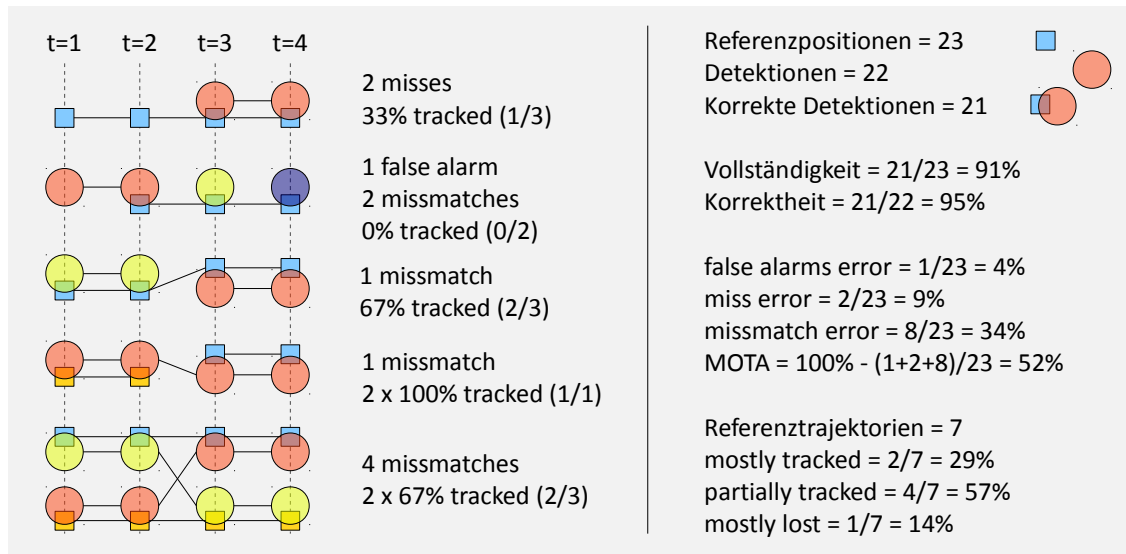 t=1 t=2 t=3 t=4
2 misses
33% tracked (1/3)
1 false alarm
2 missmatches
0% tracked (0/2)
1 missmatch
67% tracked (2/3)
1 missmatch
2 x 100% tracked (1/1)
4 missmatches
2 x 67% tracked (2/3)
Referenzpositionen = 23
Detektionen = 22
Korrekte Detektionen = 21
Vollständigkeit = 21/23 = 91%
Korrektheit = 21/22 = 95%
false alarms error = 1/23 = 4%
miss error = 2/23 = 9%
missmatch error = 8/23 = 34%
MOTA = 100% - (1+2+8)/23 = 52%
Referenztrajektorien = 7
mostly tracked = 2/7 = 29%
partially tracked = 4/7 = 57%
mostly lost = 1/7 = 14%